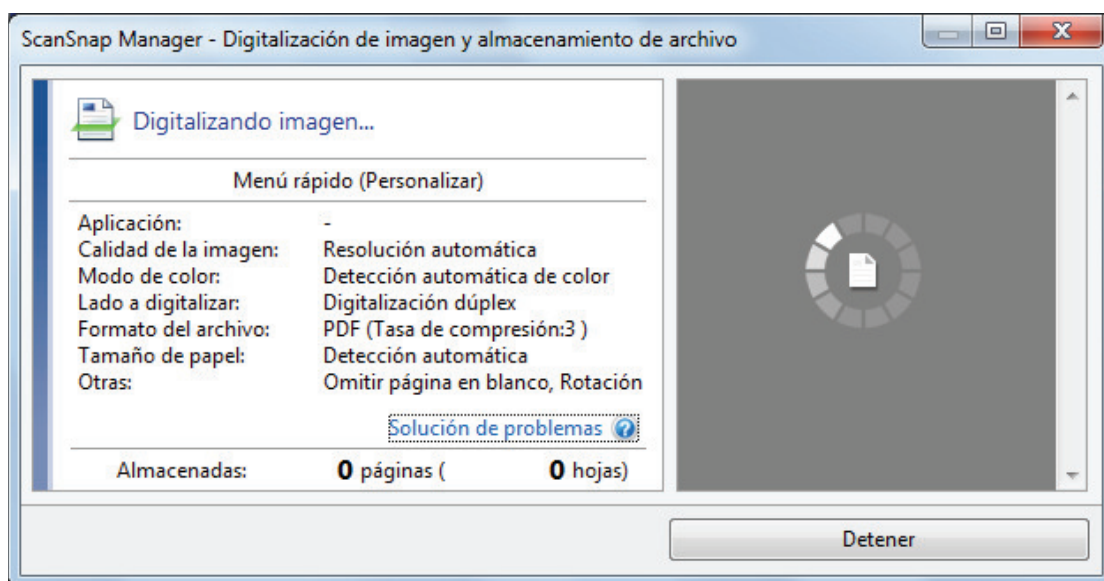 ScanSnap Manager - Digitalización de imagen y almacenamiento de archivo
Digitalizando imagen...
Menú rápido (Personalizar)
Aplicación: -
Calidad de la imagen: Resolución automática
Modo de color: Detección automática de color
Lado a digitalizar: Digitalización dúplex
Formato del archivo: PDF (Tasa de compresión:3 )
Tamaño de papel: Detección automática
Otras: Omitir página en blanco, Rotación
Solución de problemas
Almacenadas: 0 páginas ( 0 hojas)
Detener